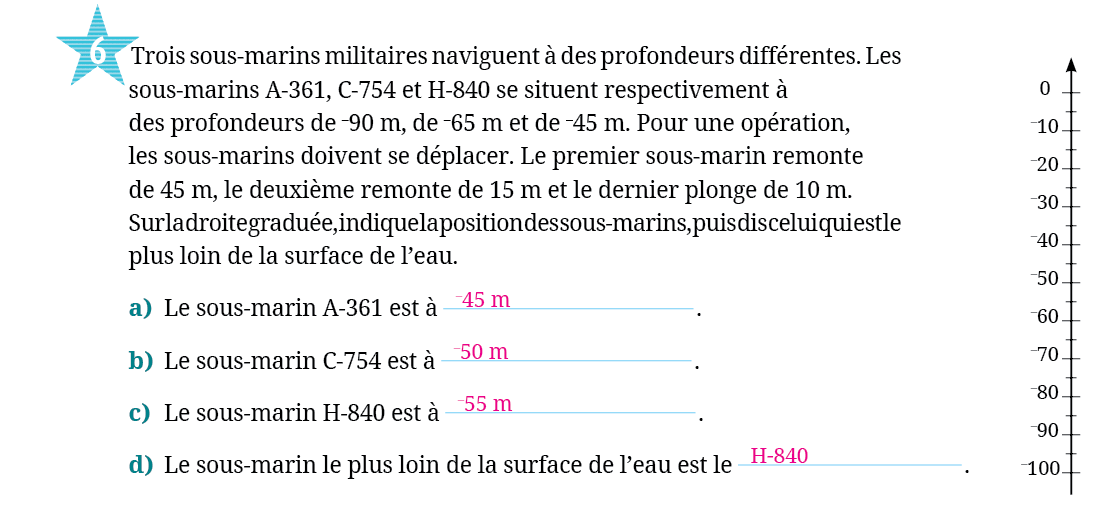 6
Trois sous-marins militaires naviguent à des profondeurs différentes. Les
sous-marins A-361, C-754 et H-840 se situent respectivement à
des profondeurs de ⁻90 m, de ⁻65 m et de ⁻45 m. Pour une opération,
les sous-marins doivent se déplacer. Le premier sous-marin remonte
de 45 m, le deuxième remonte de 15 m et le dernier plonge de 10 m.
Sur la droite graduée, indique la position des sous-marins, puis dis celui qui est le
plus loin de la surface de l’eau.
a) Le sous-marin A-361 est à ⁻45 m.
b) Le sous-marin C-754 est à ⁻50 m.
c) Le sous-marin H-840 est à ⁻55 m.
d) Le sous-marin le plus loin de la surface de l’eau est le H-840.
0
⁻10
⁻20
⁻30
⁻40
⁻50
⁻60
⁻70
⁻80
⁻90
⁻100